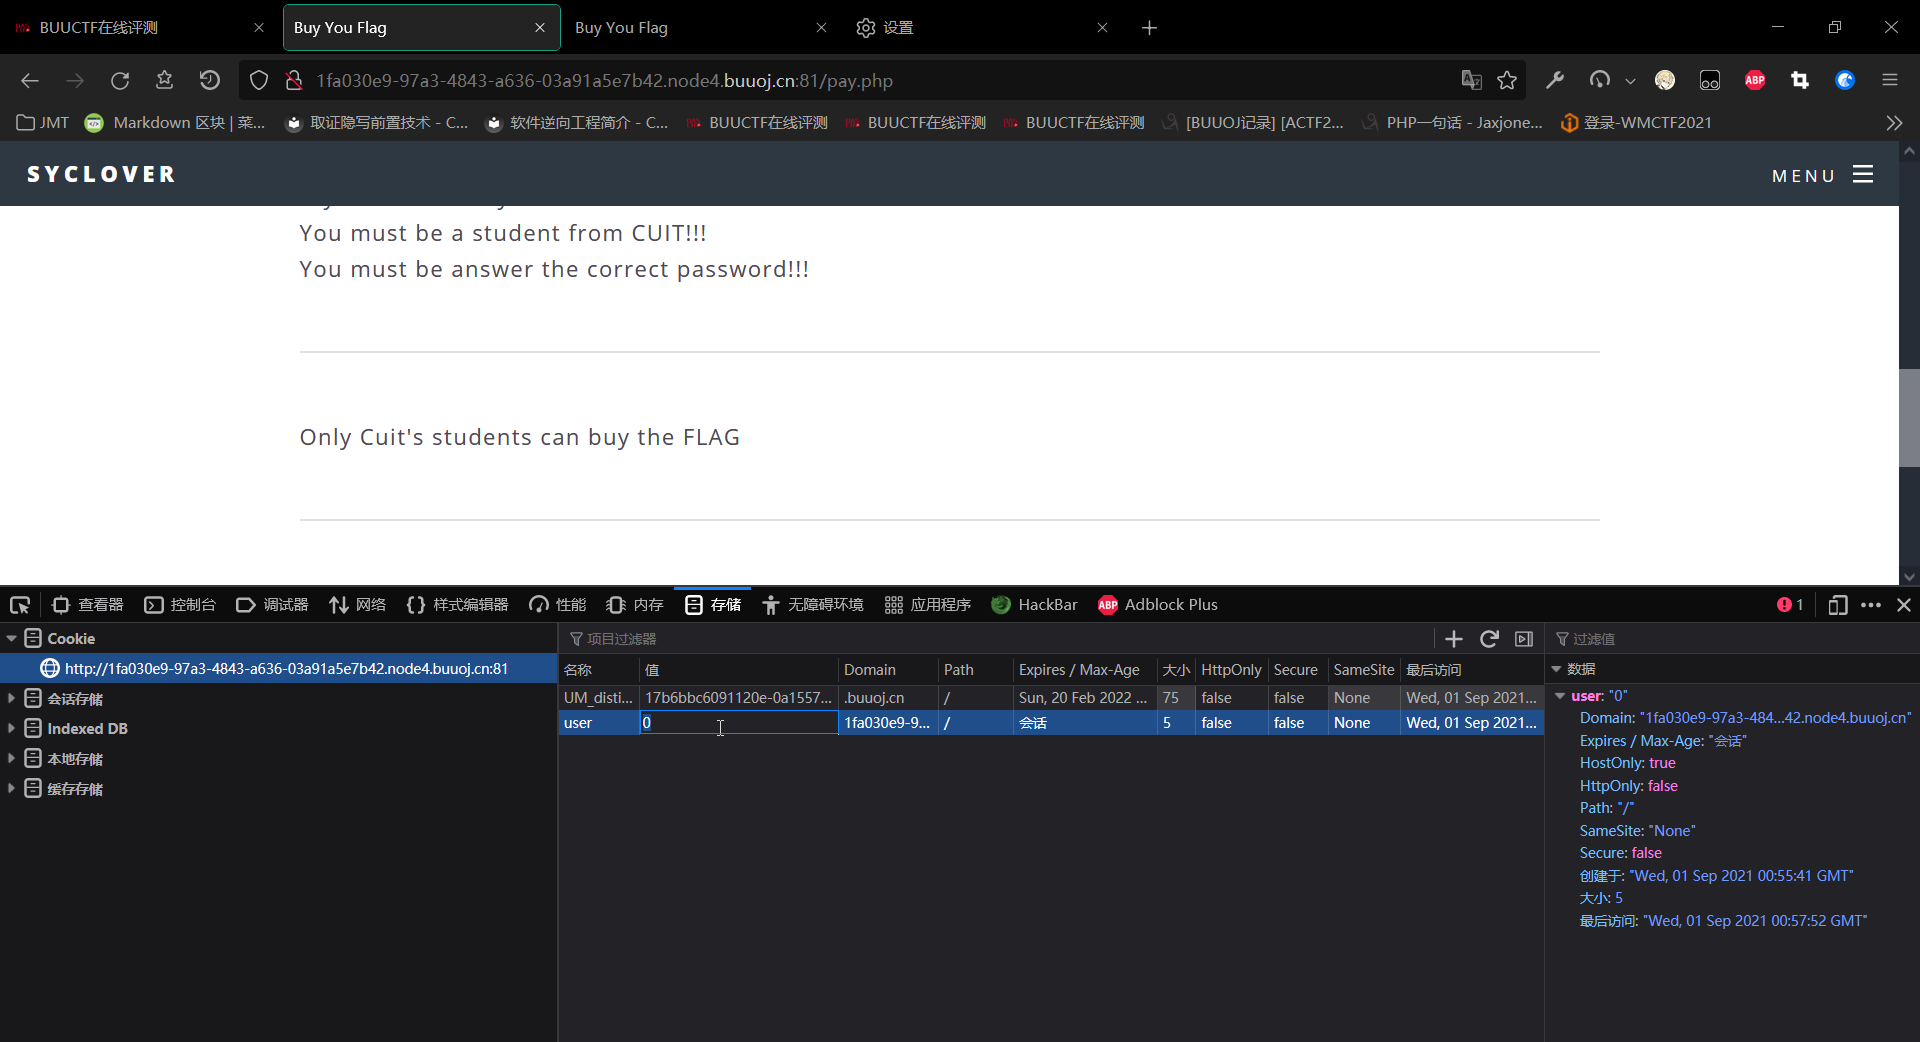 BUUCTF在线评测
Buy You Flag
Buy You Flag
设置
1fa030e9-97a3-4843-a636-03a91a5e7b42.node4.buuoj.cn:81/pay.php
JMT
Markdown 区块 | 菜...
取证隐写前置技术 - C...
软件逆向工程简介 - C...
BUUCTF在线评测
BUUCTF在线评测
BUUCTF在线评测
[BUUOJ记录] [ACTF2...
PHP一句话 - Jaxjone...
登录-WMCTF2021
SYCLOVER
MENU
You must be a student from CUIT!!!
You must be answer the correct password!!!
Only Cuit's students can buy the FLAG
查看器 控制台 调试器 网络 样式编辑器 性能 内存 存储 无障碍环境 应用程序 HackBar ABP Adblock Plus 1
Cookie
http://1fa030e9-97a3-4843-a636-03a91a5e7b42.node4.buuoj.cn:81
会话存储
Indexed DB
本地存储
缓存存储
项目过滤器
名称 值 Domain Path Expires / Max-Age 大小 HttpOnly Secure SameSite 最后访问
UM_disti... 17b6bbc6091120e-0a1557... .buuoj.cn / Sun, 20 Feb 2022 ... 75 false false None Wed, 01 Sep 2021...
user 0 1fa030e9-9... / 会话 5 false false None Wed, 01 Sep 2021...
过滤值
数据
user: "0"
Domain: "1fa030e9-97a3-484...42.node4.buuoj.cn"
Expires / Max-Age: "会话"
HostOnly: true
HttpOnly: false
Path: "/"
SameSite: "None"
Secure: false
创建于: "Wed, 01 Sep 2021 00:55:41 GMT"
大小: 5
最后访问: "Wed, 01 Sep 2021 00:57:52 GMT"